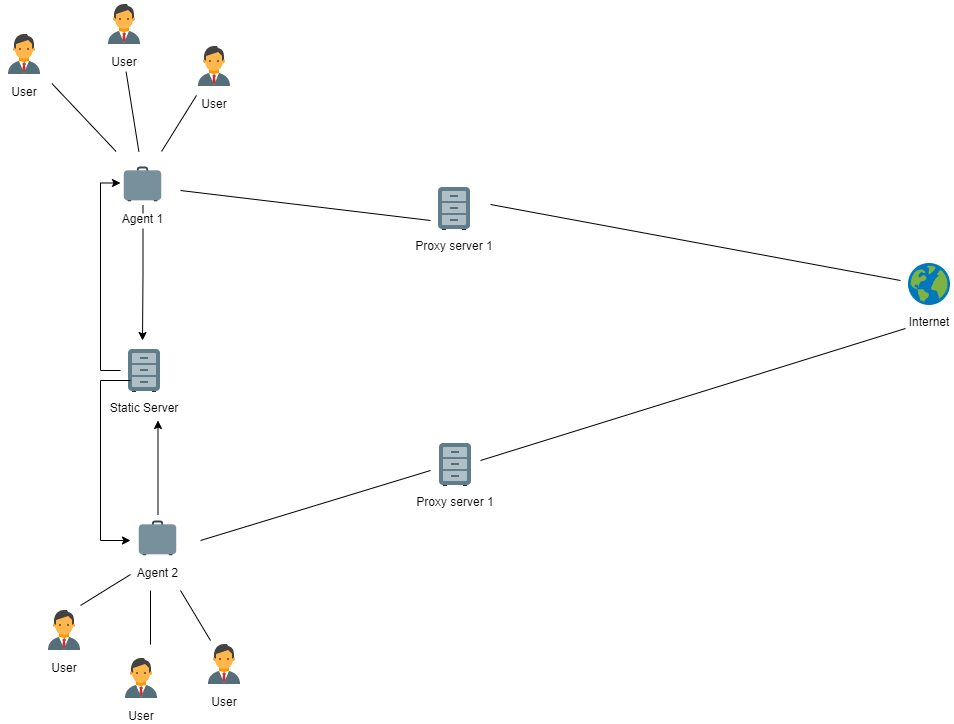 User
User
User
Agent 1
Proxy server 1
Internet
Static Server
Proxy server 1
Agent 2
User
User
User